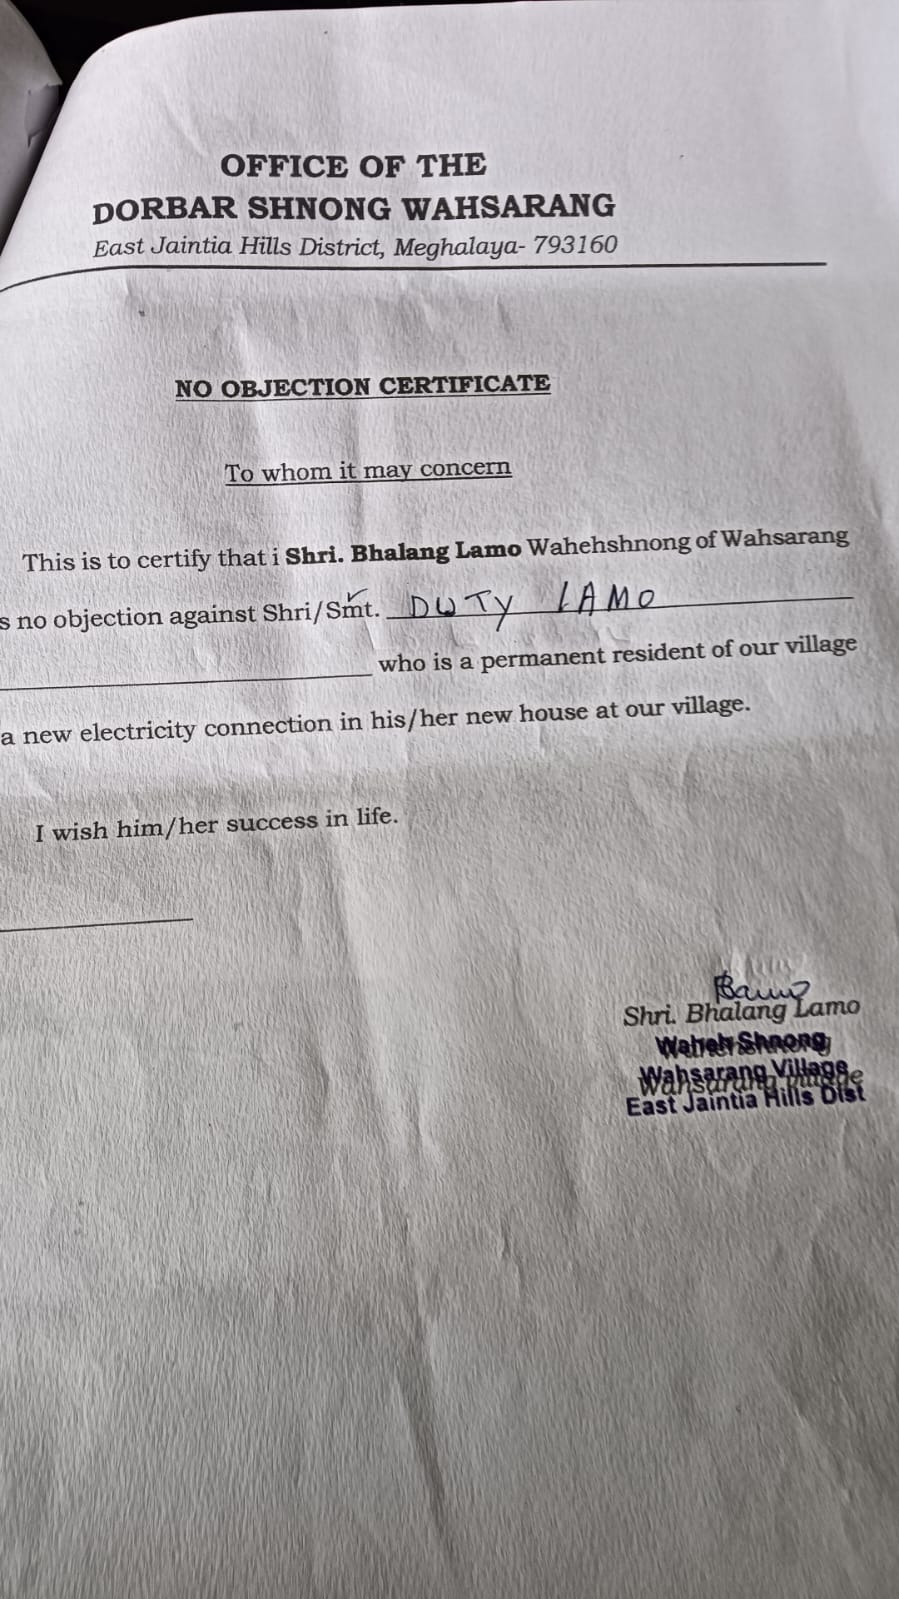 OFFICE OF THE
DORBAR SHNONG WAHSARANG
East Jaintia Hills District, Meghalaya- 793160
NO OBJECTION CERTIFICATE
To whom it may concern
This is to certify that i Shri. Bhalang Lamo Wahehshnong of Wahsarang
s no objection against Shri/Smt. DUTY LAMO
who is a permanent resident of our village
a new electricity connection in his/her new house at our village.
I wish him/her success in life.
Shri. Bhalang Lamo
Waheh Shnong
Wahsarang Village
East Jaintia Hills Dist